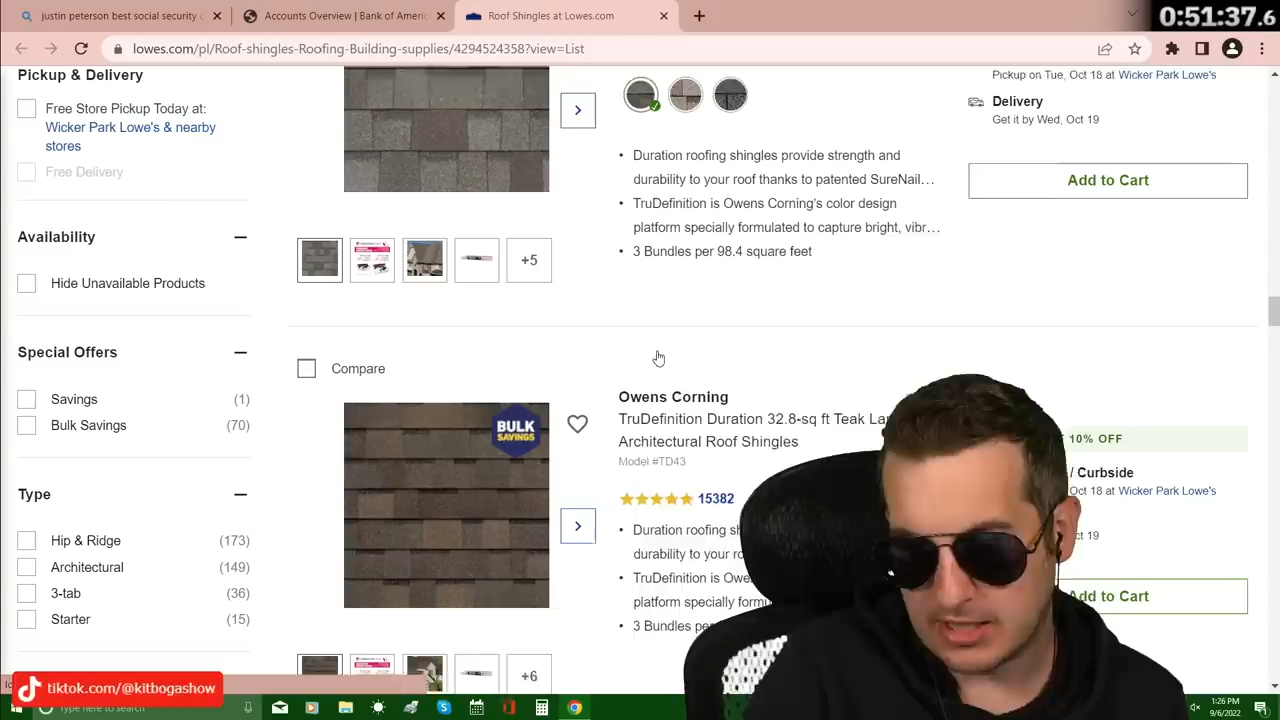 justin peterson best social security c
Accounts Overview | Bank of Ameri
Roof Shingles at Lowes.com
0:51:37.6
lowes.com/pl/Roof-shingles-Roofing-Building-supplies/4294524358?view=List
Pickup & Delivery
Free Store Pickup Today at:
Wicker Park Lowe's & nearby
stores
Free Delivery
Availability
Hide Unavailable Products
Special Offers
Savings (1)
Bulk Savings (70)
Type
Hip & Ridge (173)
Architectural (149)
3-tab (36)
Starter (15)
+5
Duration roofing shingles provide strength and
durability to your roof thanks to patented SureNail…
TruDefinition is Owens Corning's color design
platform specially formulated to capture bright, vibr…
3 Bundles per 98.4 square feet
Pickup on Tue, Oct 18 at Wicker Park Lowe's
Delivery
Get it by Wed, Oct 19
Add to Cart
Compare
BULK
SAVINGS
+6
Owens Corning
TruDefinition Duration 32.8-sq ft Teak La
Architectural Roof Shingles
Model #TD43
15382
Duration roofing sh
durability to your ro
TruDefinition is Owe
platform specially formu
3 Bundles per
10% OFF
/ Curbside
Oct 18 at Wicker Park Lowe's
ct 19
Add to Cart
tiktok.com/@kitbogashow
Type here to search
1:26 PM
9/6/2022